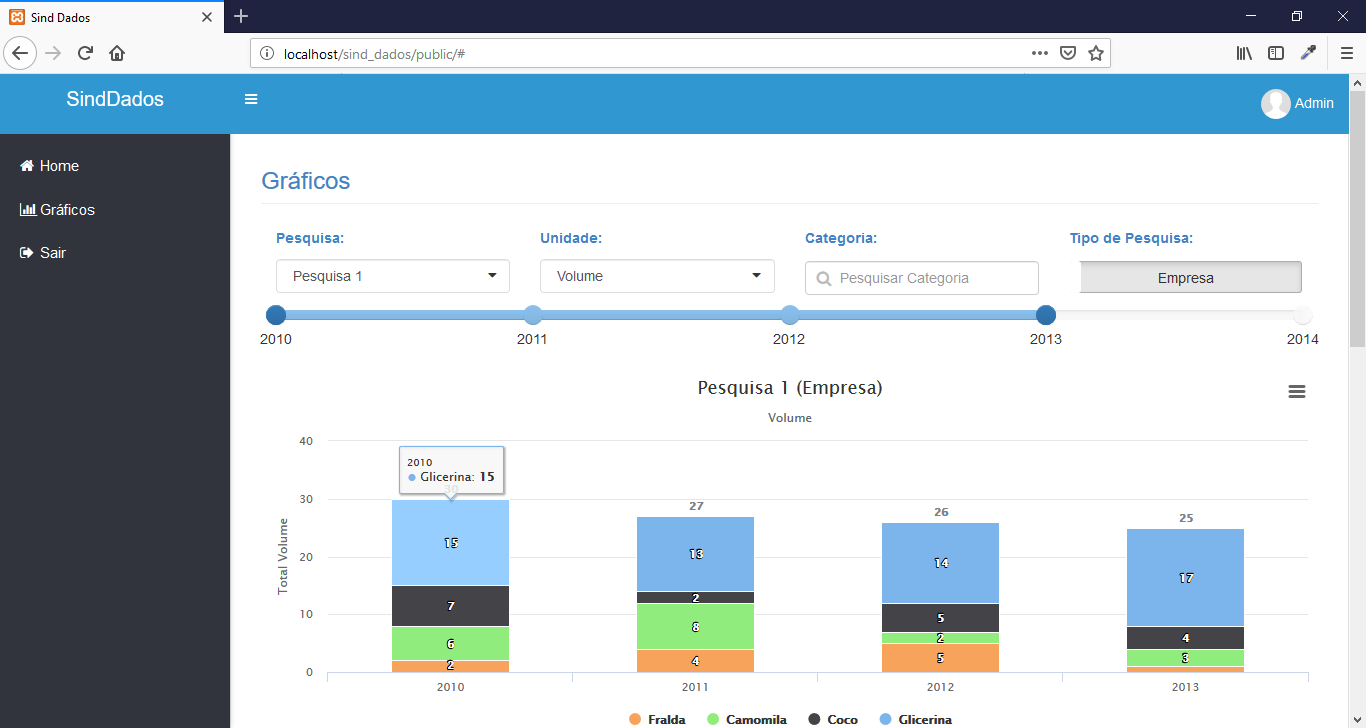 Sind Dados
localhost/sind_dados/public/#
SindDados
Admin
Home
Gráficos
Sair
Gráficos
Pesquisa:
Unidade:
Categoria:
Tipo de Pesquisa:
Pesquisa 1
Volume
Pesquisar Categoria
Empresa
2010 2011 2012 2013 2014
Pesquisa 1 (Empresa)
Volume
Total Volume
40
30
20
10
0
2010
Glicerina: 15
30
27
26
25
15
13
14
17
7
2
5
4
6
8
2
3
2
4
5
2010 2011 2012 2013
Fralda Camomila Coco Glicerina